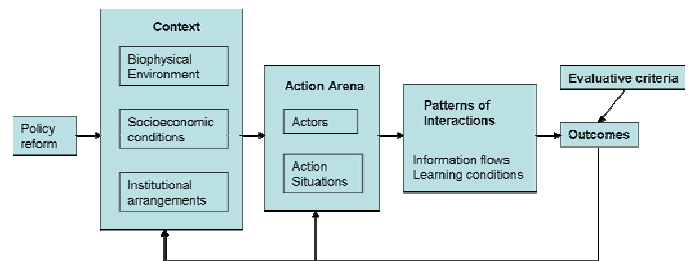 Policy
reform
Context
Biophysical
Environment
Socioeconomic
conditions
Institutional
arrangements
Action Arena
Actors
Action
Situations
Patterns of
Interactions
Information flows
Learning conditions
Evaluative criteria
Outcomes